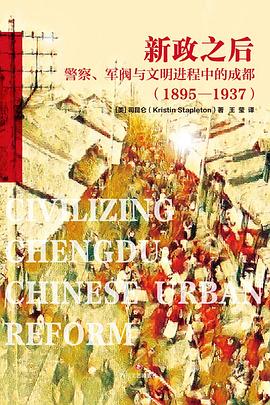 新政之后
警察、军阀与文明进程中的成都
（1895—1937）
[美] 司昆仑（Kristin Stapleton）著 王莹 译
CIVILIZING
CHENGDU
CHINESE URBAN
REFORM